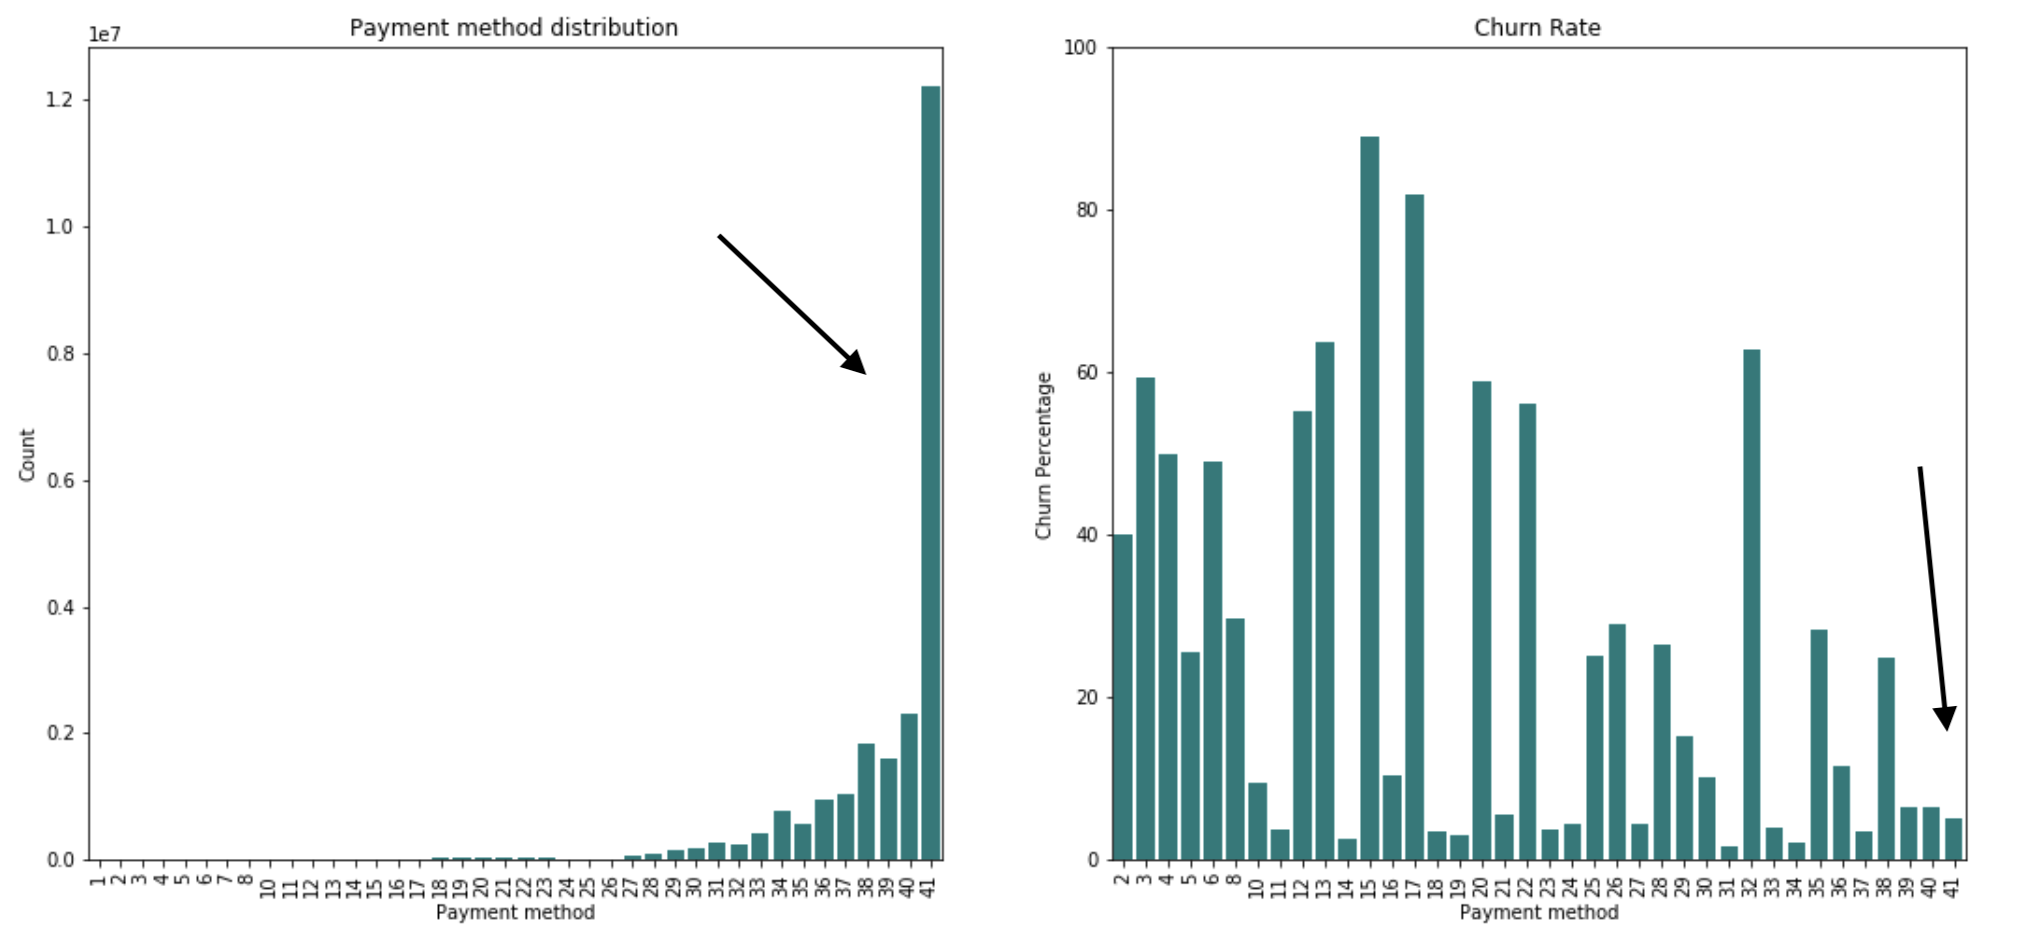 Payment method distribution
1e7
1.2
1.0
0.8
0.6
0.4
0.2
0.0
Count
1 2 3 4 5 6 7 8 10 11 12 13 14 15 16 17 18 19 20 21 22 23 24 25 26 27 28 29 30 31 32 33 34 35 36 37 38 39 40 41
Payment method
Churn Rate
100
80
60
40
20
0
Churn Percentage
2 3 4 5 6 8 10 11 12 13 14 15 16 17 18 19 20 21 22 23 24 25 26 27 28 29 30 31 32 33 34 35 36 37 38 39 40 41
Payment method